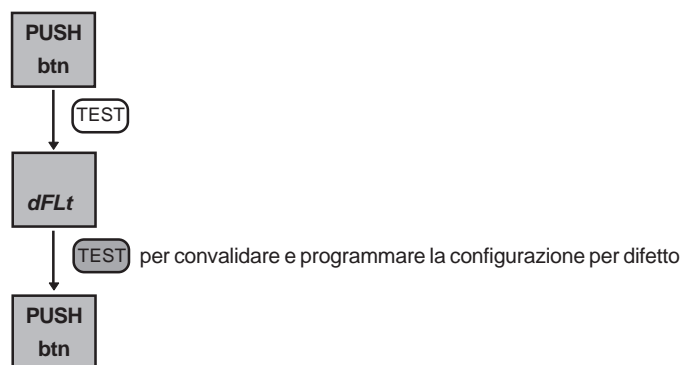 PUSH
btn
TEST
dFLt
TEST per convalidare e programmare la configurazione per difetto
PUSH
btn